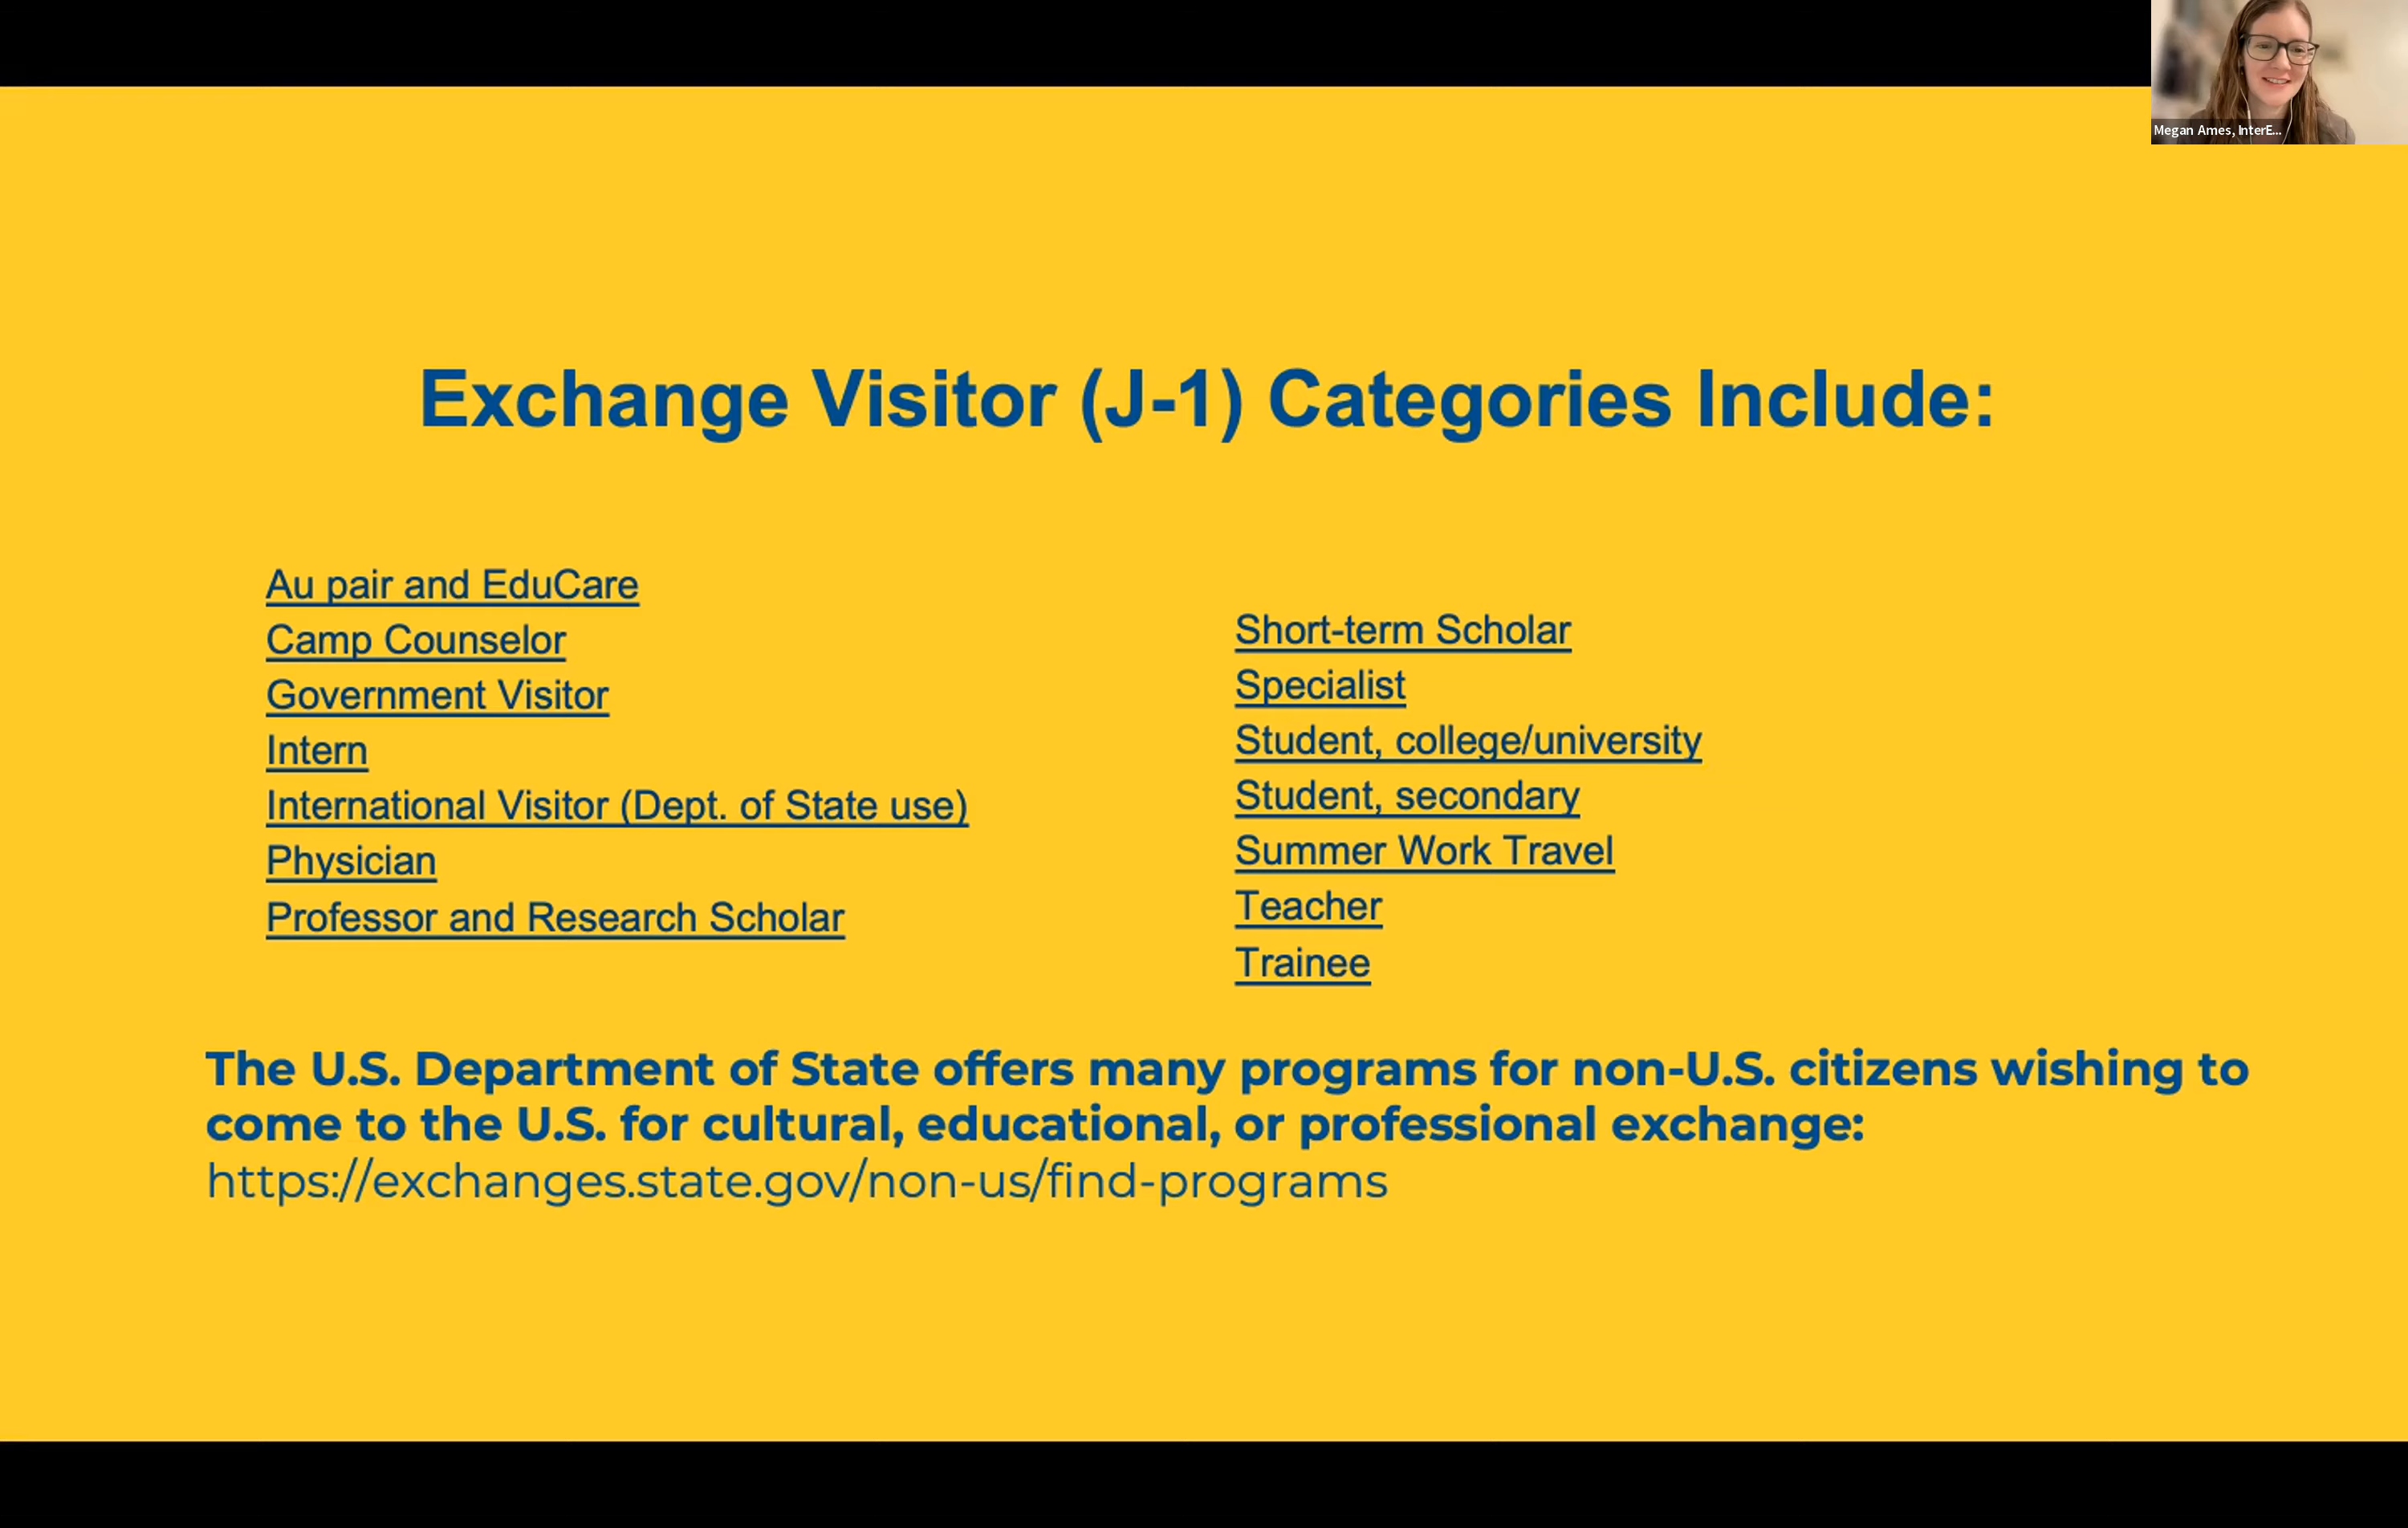 Megan Ames, InterE...
Exchange Visitor (J-1) Categories Include:
Au pair and EduCare
Camp Counselor
Government Visitor
Intern
International Visitor (Dept. of State use)
Physician
Professor and Research Scholar
Short-term Scholar
Specialist
Student, college/university
Student, secondary
Summer Work Travel
Teacher
Trainee
The U.S. Department of State offers many programs for non-U.S. citizens wishing to
come to the U.S. for cultural, educational, or professional exchange:
https://exchanges.state.gov/non-us/find-programs